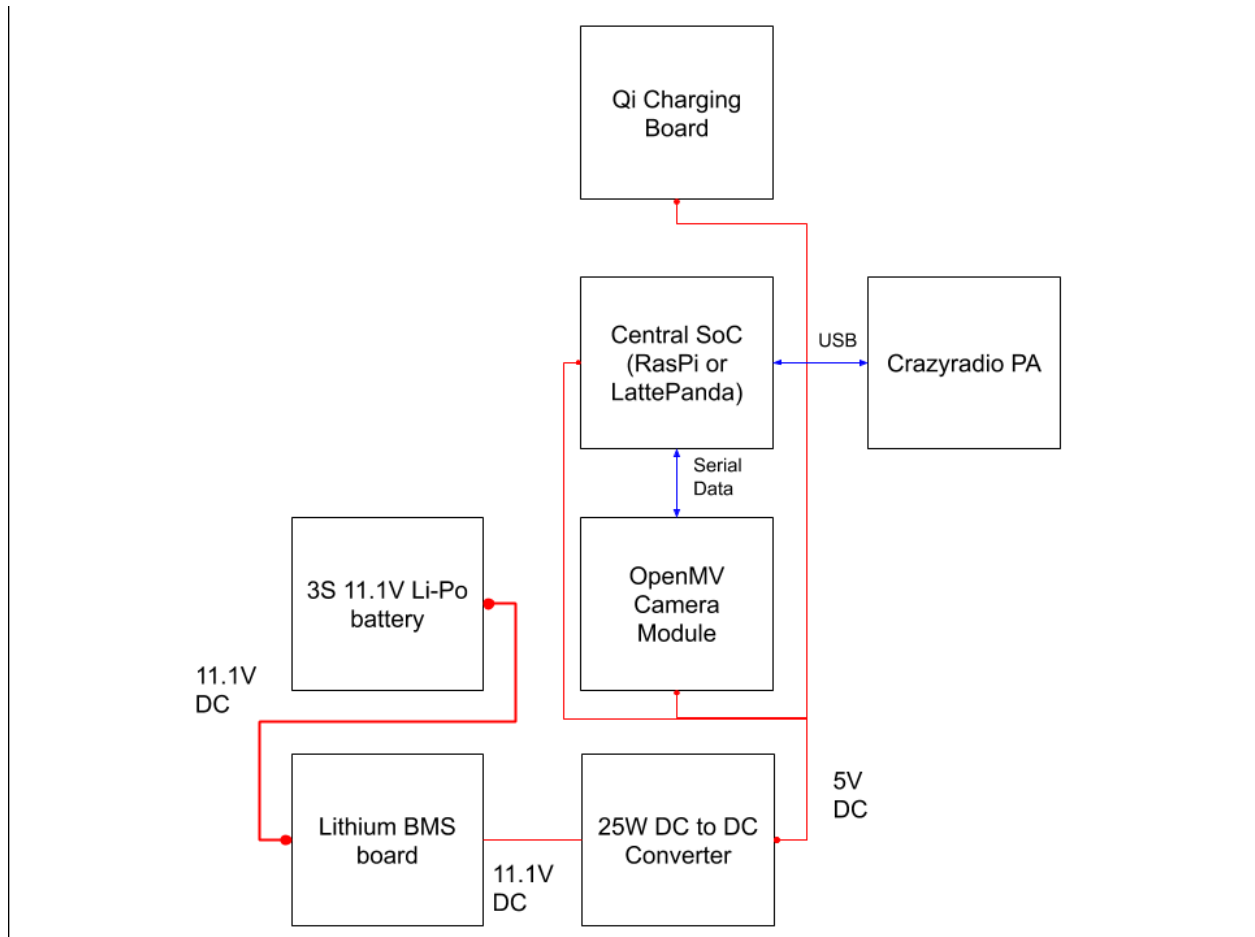 Qi Charging
Board
Central SoC
(RasPi or
LattePanda)
USB
Crazyradio PA
Serial
Data
3S 11.1V Li-Po
battery
OpenMV
Camera
Module
11.1V
DC
Lithium BMS
board
11.1V
DC
25W DC to DC
Converter
5V
DC